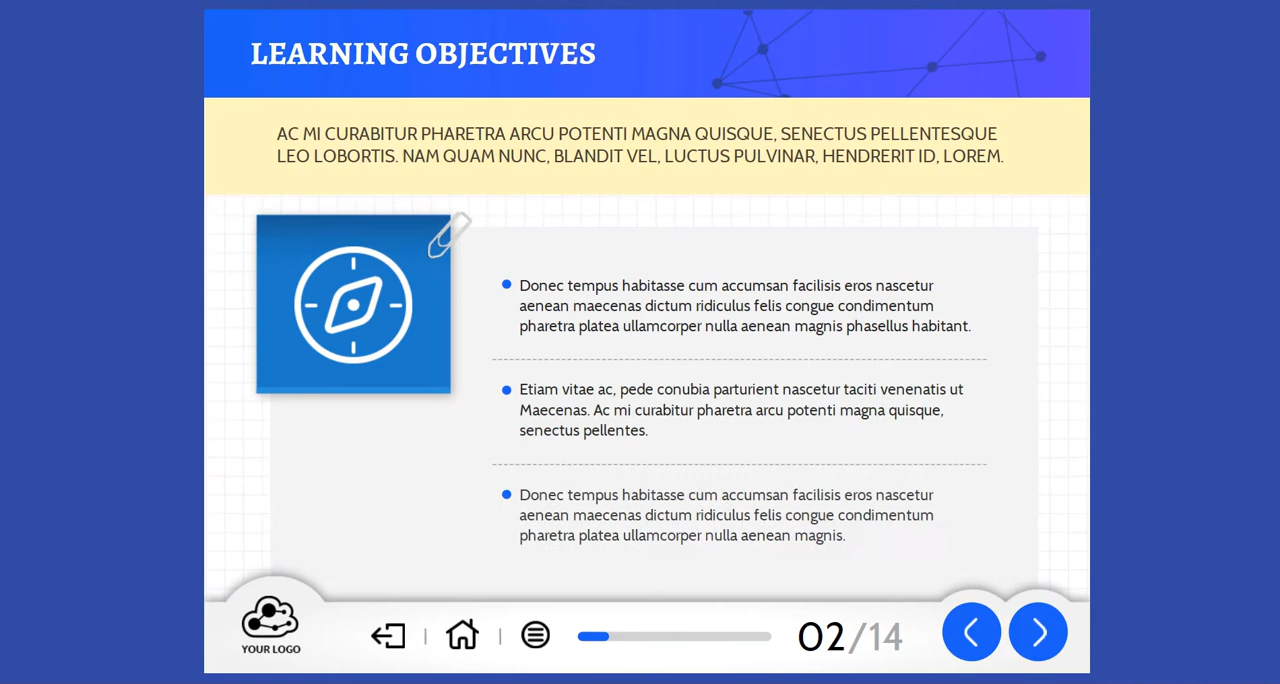 LEARNING OBJECTIVES
AC MI CURABITUR PHARETRA ARCU POTENTI MAGNA QUISQUE, SENECTUS PELLENTESQUE
LEO LOBORTIS. NAM QUAM NUNC, BLANDIT VEL, LUCTUS PULVINAR, HENDRERIT ID, LOREM.
Donec tempus habitasse cum accumsan facilisis eros nascetur
aenean maecenas dictum ridiculus felis congue condimentum
pharetra platea ullamcorper nulla aenean magnis phasellus habitant.
Etiam vitae ac, pede conubia parturient nascetur taciti venenatis ut
Maecenas. Ac mi curabitur pharetra arcu potenti magna quisque,
senectus pellentes.
Donec tempus habitasse cum accumsan facilisis eros nascetur
aenean maecenas dictum ridiculus felis congue condimentum
pharetra platea ullamcorper nulla aenean magnis.
YOUR LOGO
02/14